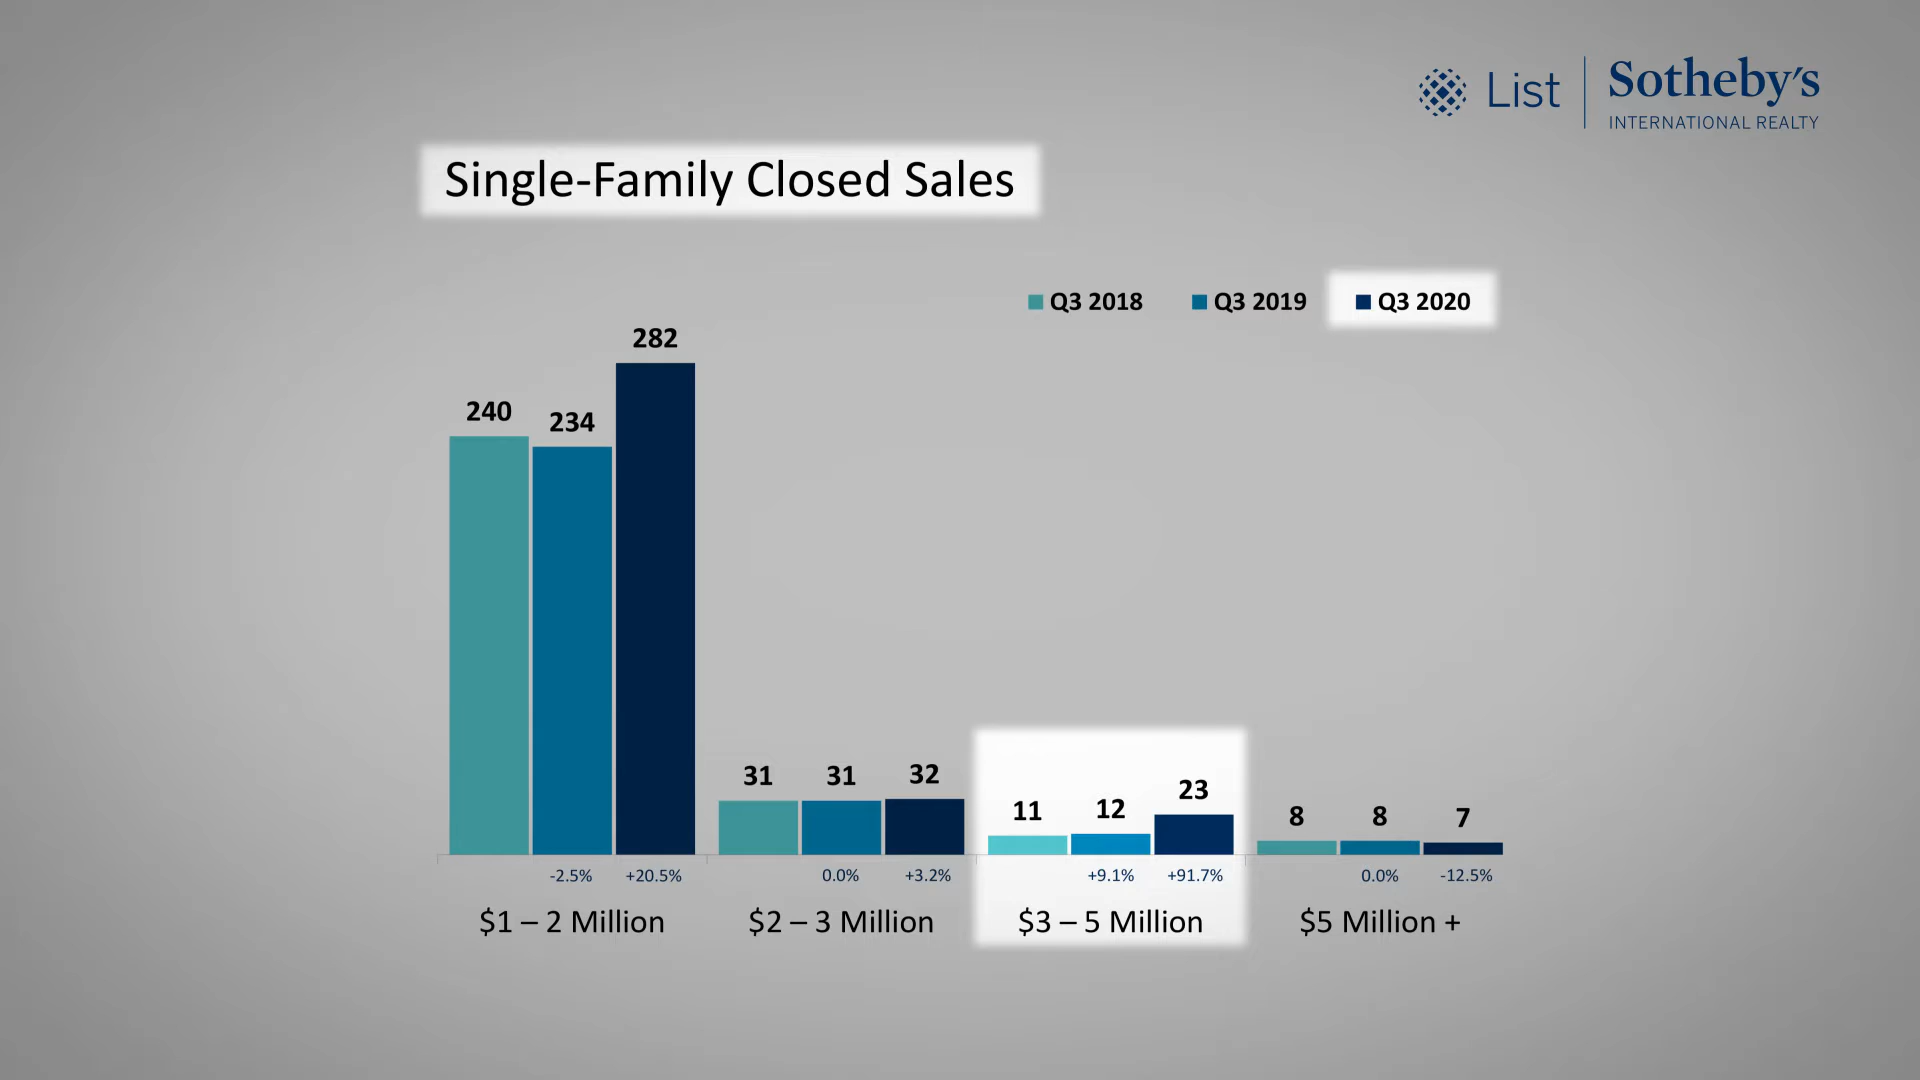 List
Sotheby's
INTERNATIONAL REALTY
Single-Family Closed Sales
Q3 2018 Q3 2019 Q3 2020
240 234 282
31 31 32
11 12 23
8 8 7
-2.5% +20.5%
0.0% +3.2%
+9.1% +91.7%
0.0% -12.5%
$1 – 2 Million
$2 – 3 Million
$3 – 5 Million
$5 Million +